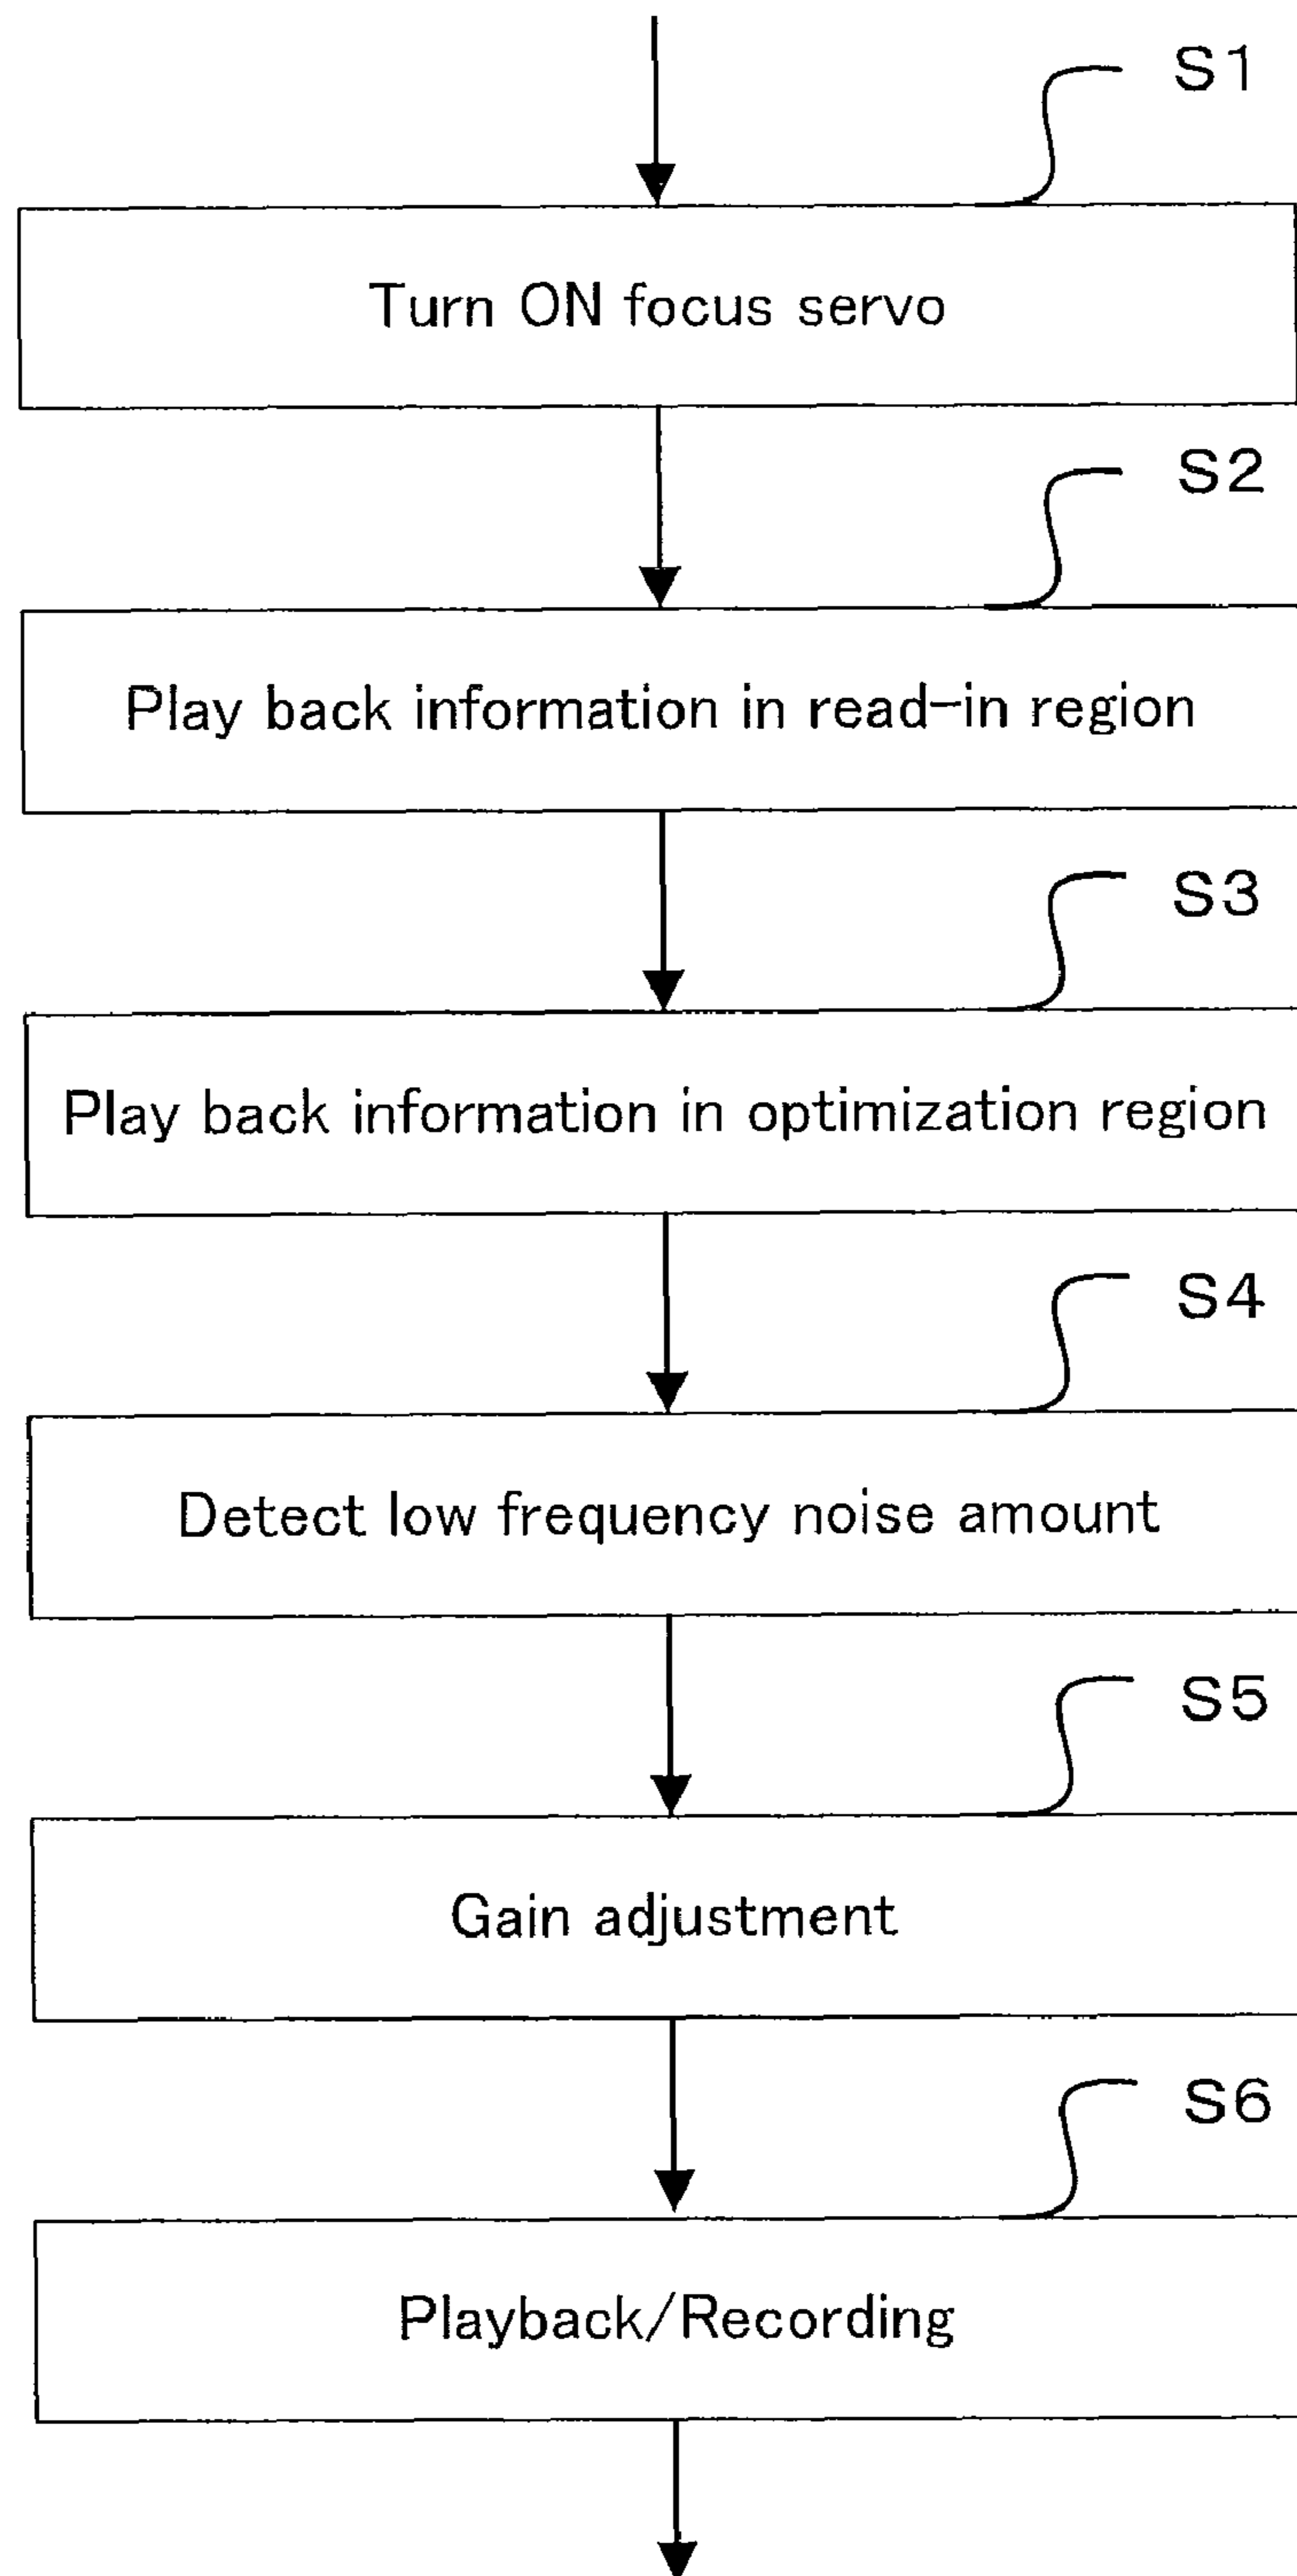 S1
Turn ON focus servo
S2
Play back information in read-in region
S3
Play back information in optimization region
S4
Detect low frequency noise amount
S5
Gain adjustment
S6
Playback/Recording